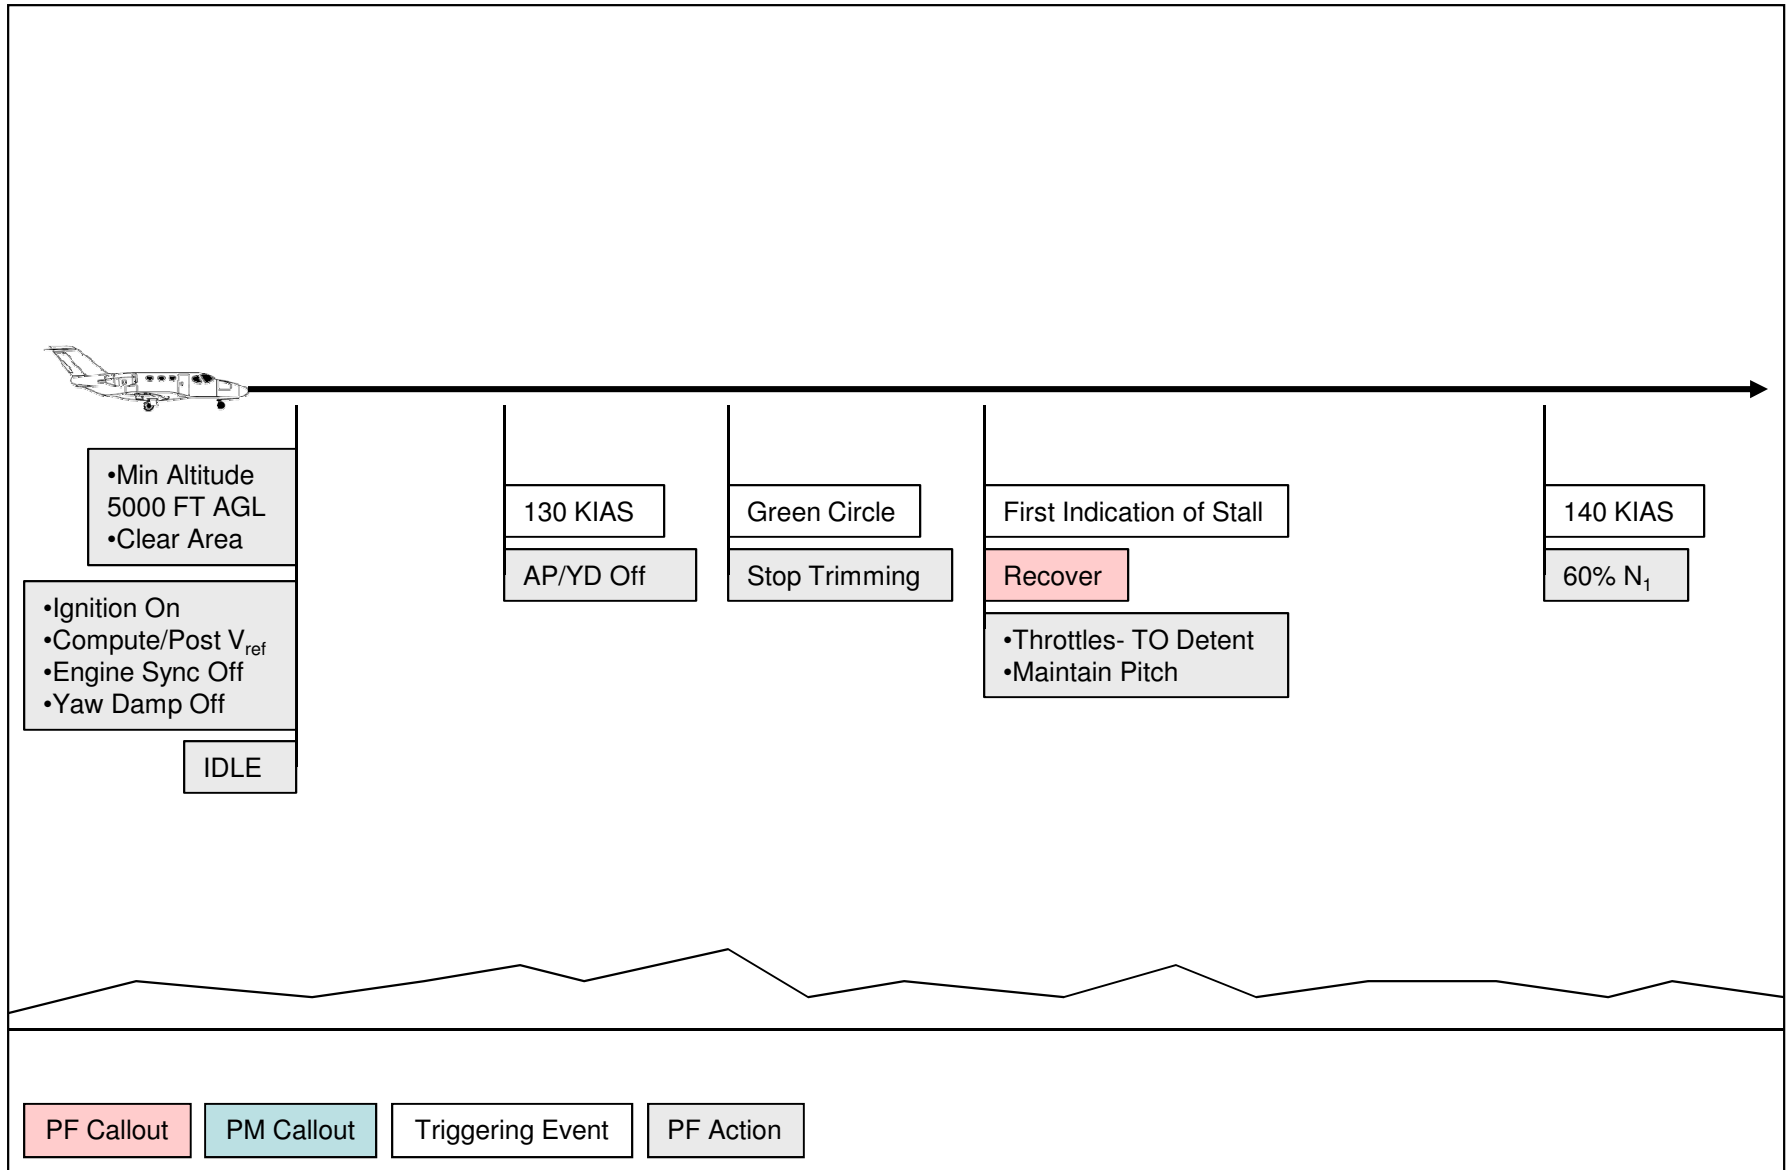 •Min Altitude
5000 FT AGL
•Clear Area
•Ignition On
•Compute/Post Vref
•Engine Sync Off
•Yaw Damp Off
IDLE
130 KIAS
AP/YD Off
Green Circle
Stop Trimming
First Indication of Stall
Recover
•Throttles- TO Detent
•Maintain Pitch
140 KIAS
60% N1
PF Callout
PM Callout
Triggering Event
PF Action